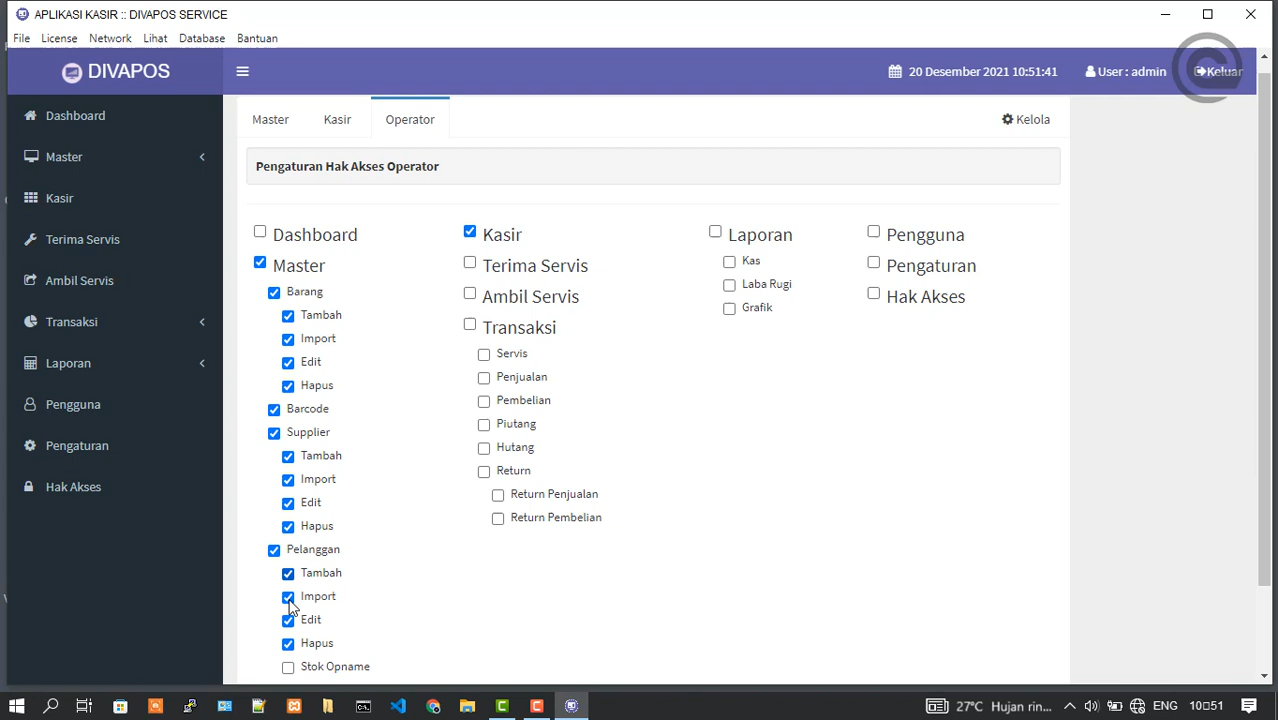 APLIKASI KASIR :: DIVAPOS SERVICE
File License Network Lihat Database Bantuan
DIVAPOS
20 Desember 2021 10:51:41 User : admin Keluar
Dashboard
Master
Kasir
Terima Servis
Ambil Servis
Transaksi
Laporan
Pengguna
Pengaturan
Hak Akses
Master Kasir Operator Kelola
Pengaturan Hak Akses Operator
Dashboard
Master
Barang
Tambah
Import
Edit
Hapus
Barcode
Supplier
Tambah
Import
Edit
Hapus
Pelanggan
Tambah
Import
Edit
Hapus
Stok Opname
Kasir
Terima Servis
Ambil Servis
Transaksi
Servis
Penjualan
Pembelian
Piutang
Hutang
Return
Return Penjualan
Return Pembelian
Laporan
Kas
Laba Rugi
Grafik
Pengguna
Pengaturan
Hak Akses
27°C Hujan rin... ENG 10:51